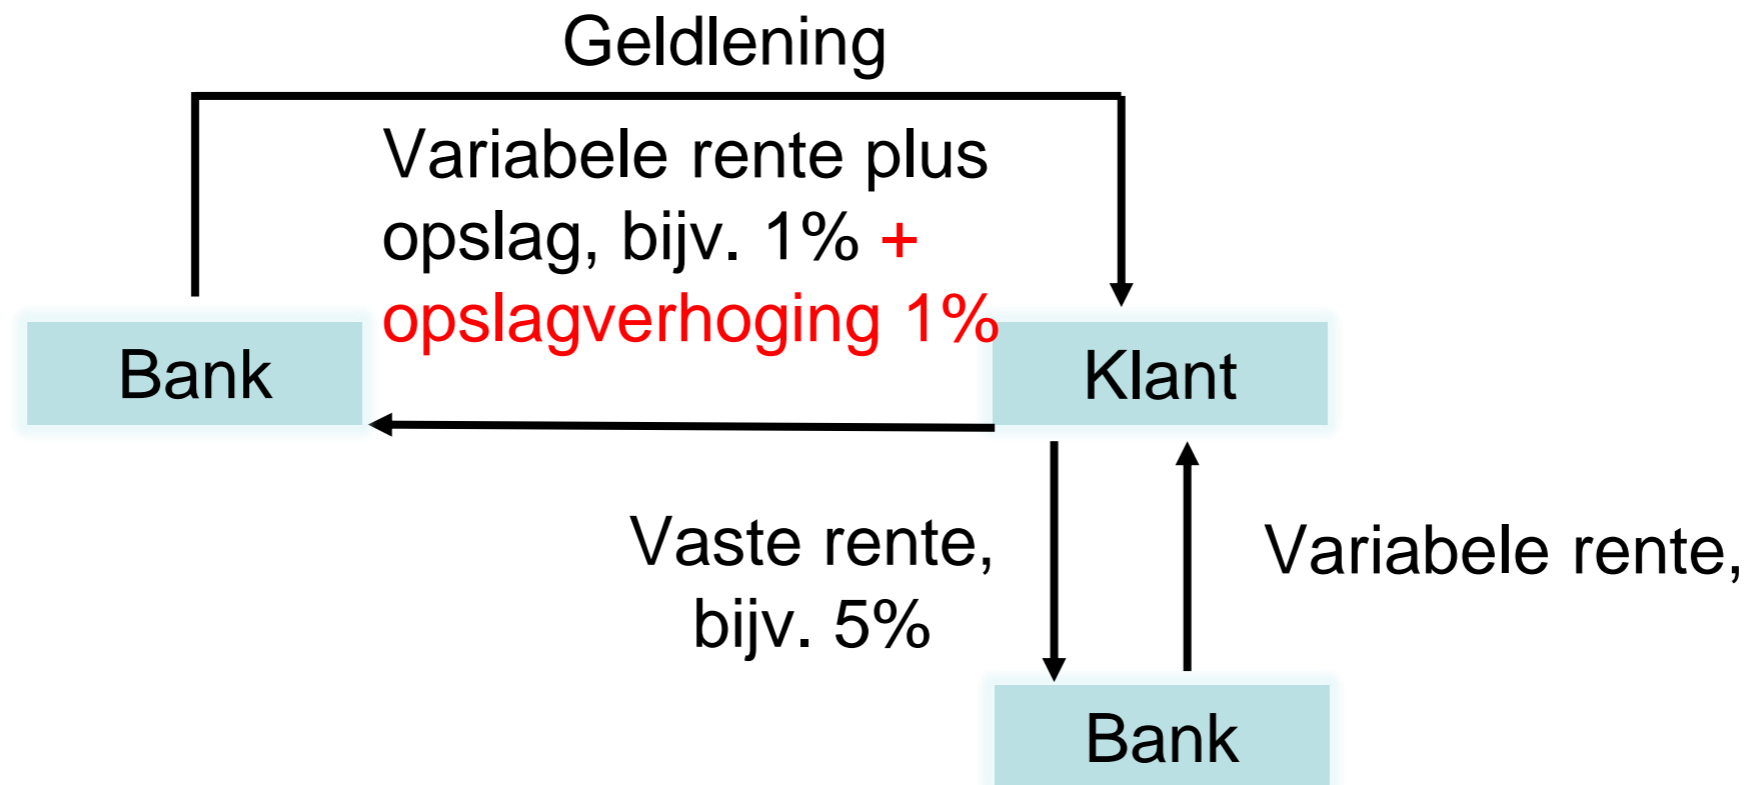 Geldlening
Variabele rente plus
opslag, bijv. 1% +
opslagverhoging 1%
Bank
Klant
Vaste rente,
bijv. 5%
Variabele rente,
Bank